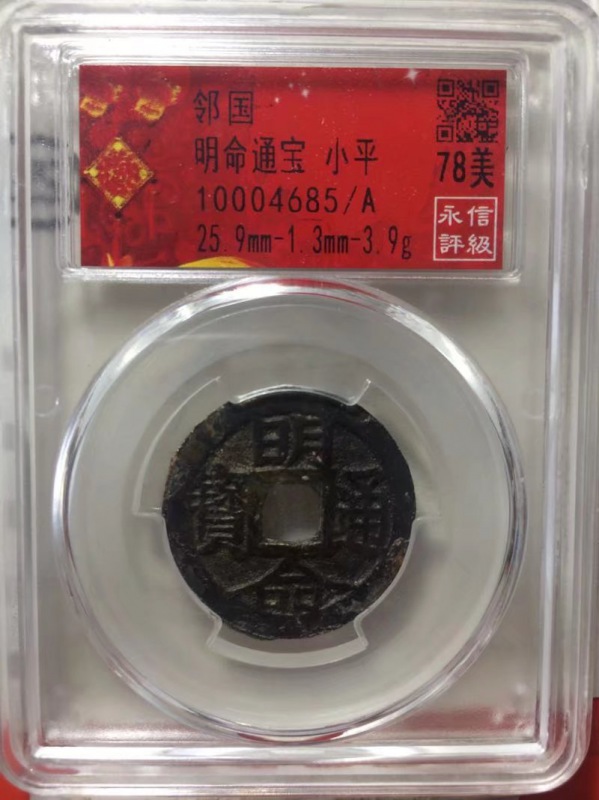 邻国
明命通宝 小平
10004685/A
25.9mm-1.3mm-3.9g
78美
永信
評級
明命通寶